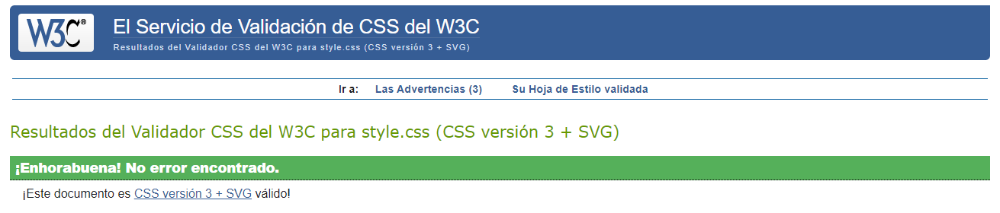 W3C®
El Servicio de Validación de CSS del W3C
Resultados del Validador CSS del W3C para style.css (CSS versión 3 + SVG)
Ir a: Las Advertencias (3) Su Hoja de Estilo validada
Resultados del Validador CSS del W3C para style.css (CSS versión 3 + SVG)
¡Enhorabuena! No error encontrado.
¡Este documento es CSS versión 3 + SVG válido!